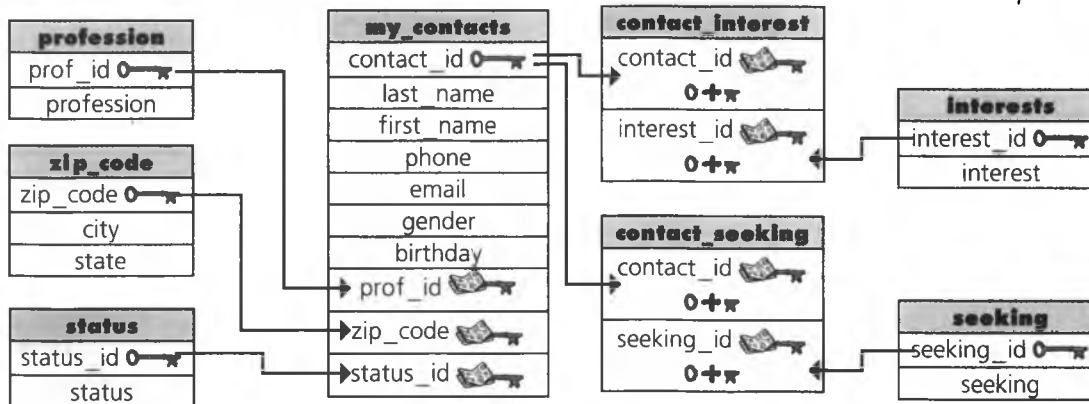 profession
prof_id
profession
zip_code
zip_code
city
state
status
status_id
status
my_contacts
contact_id
last_name
first_name
phone
email
gender
birthday
prof_id
zip_code
status_id
contact_interest
contact_id
interest_id
contact_seeking
contact_id
seeking_id
interests
interest_id
interest
seeking
seeking_id
seeking